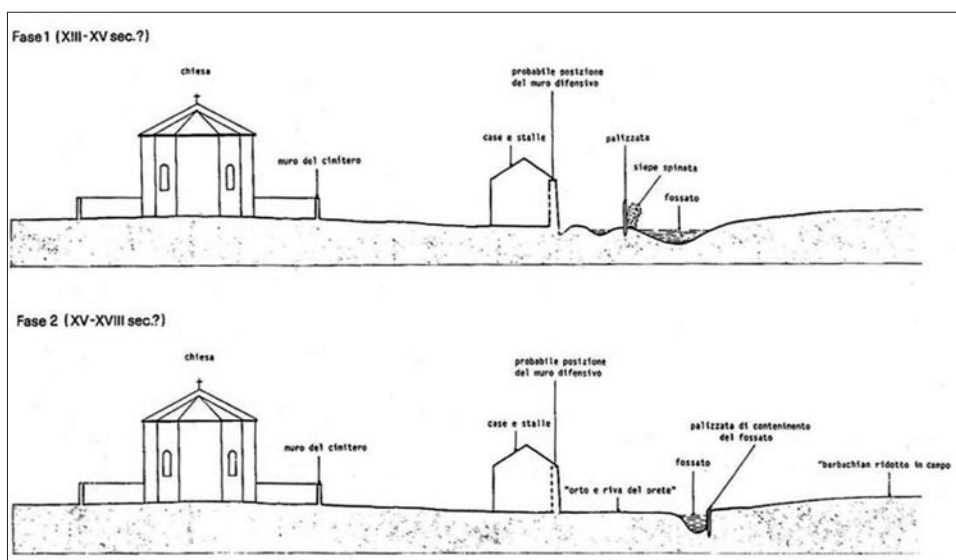 Fase 1 (XIII-XV sec.?)
chiesa
probabile posizione
del muro difensivo
case e stalle
palizzata
muro del cimitero
siepe spinata
fossato
Fase 2 (XV-XVIII sec.?)
chiesa
probabile posizione
del muro difensivo
case e stalle
palizzata di contenimento
del fossato
muro del cimitero
fossato
"orto e riva del prete"
"barbachian ridotto in campo